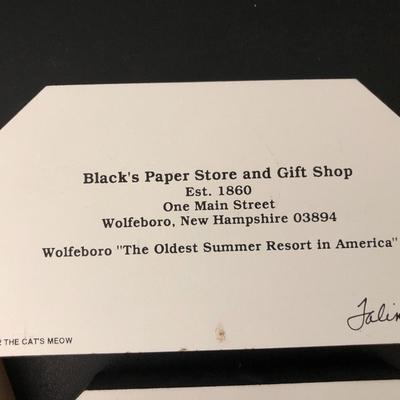 Black's Paper Store and Gift Shop
Est. 1860
One Main Street
Wolfeboro, New Hampshire 03894
Wolfeboro "The Oldest Summer Resort in America"
THE CAT'S MEOW